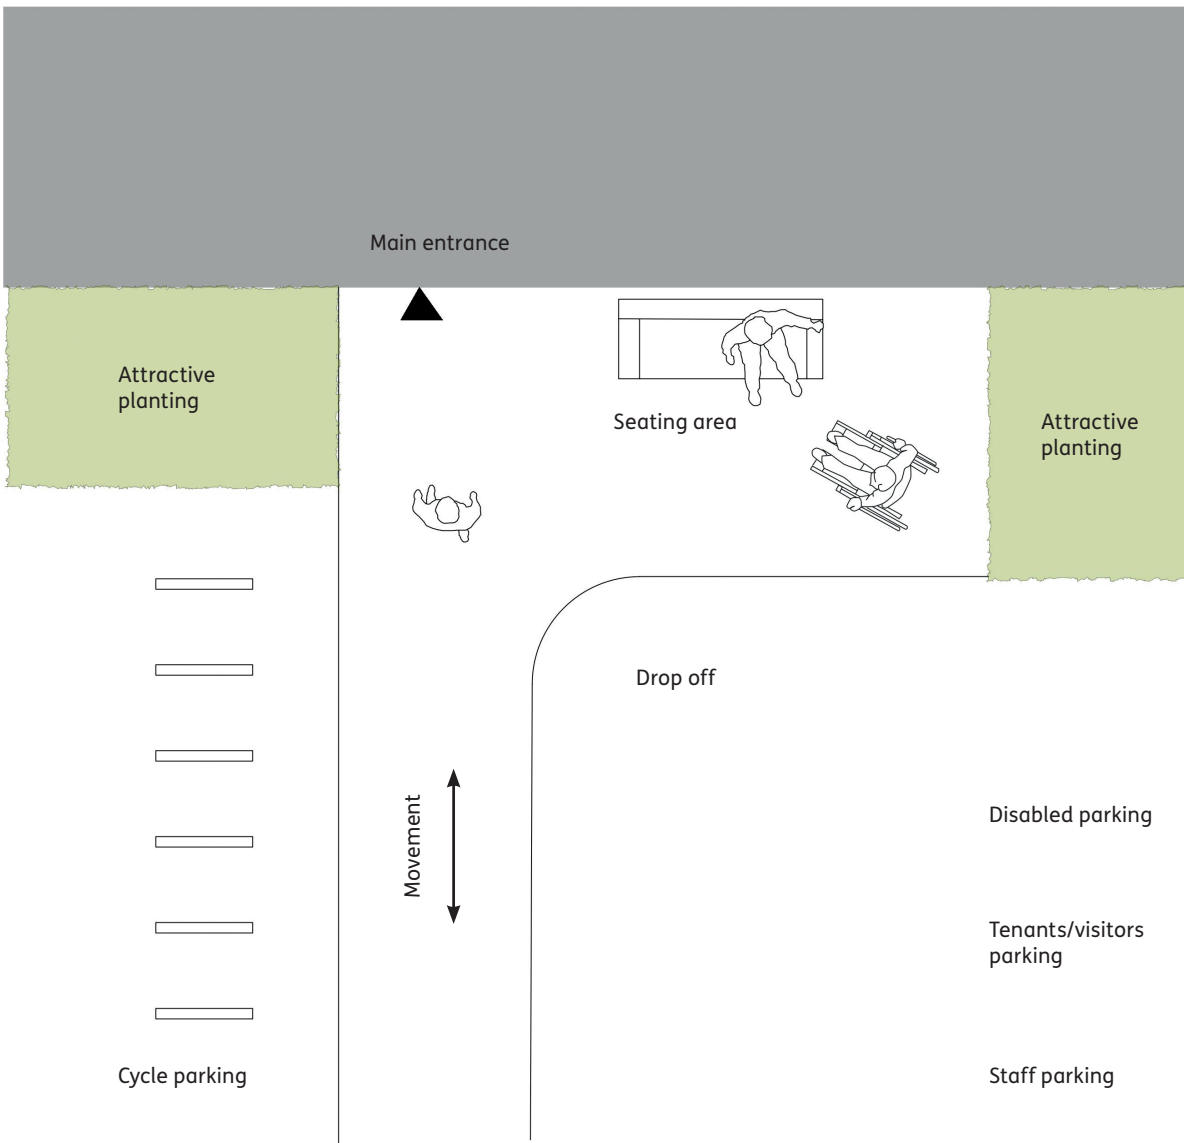 Main entrance
Attractive
planting
Seating area
Attractive
planting
Drop off
Movement
Disabled parking
Tenants/visitors
parking
Cycle parking
Staff parking